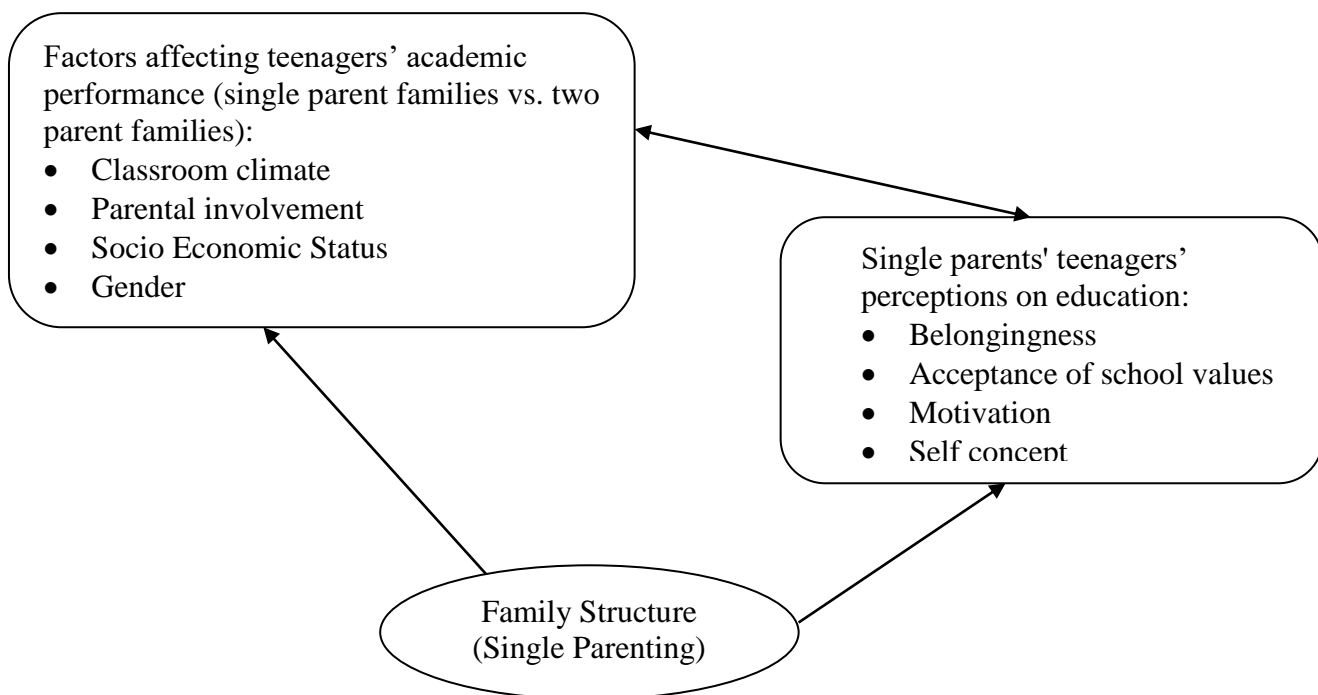 Factors affecting teenagers’ academic
performance (single parent families vs. two
parent families):
• Classroom climate
• Parental involvement
• Socio Economic Status
• Gender
Single parents' teenagers’
perceptions on education:
• Belongingness
• Acceptance of school values
• Motivation
• Self concept
Family Structure
(Single Parenting)